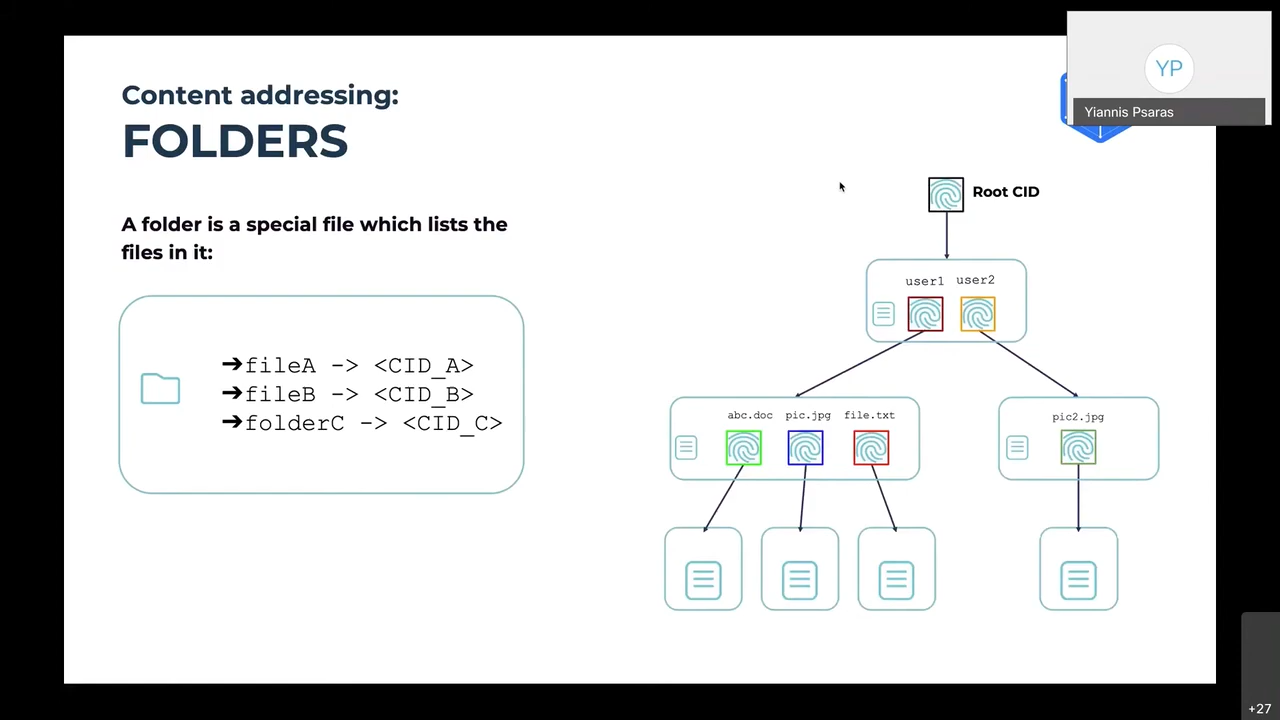 Content addressing:
FOLDERS
A folder is a special file which lists the
files in it:
➔fileA -> <CID_A>
➔fileB -> <CID_B>
➔folderC -> <CID_C>
YP
Yiannis Psaras
Root CID
user1 user2
abc.doc pic.jpg file.txt
pic2.jpg
+27